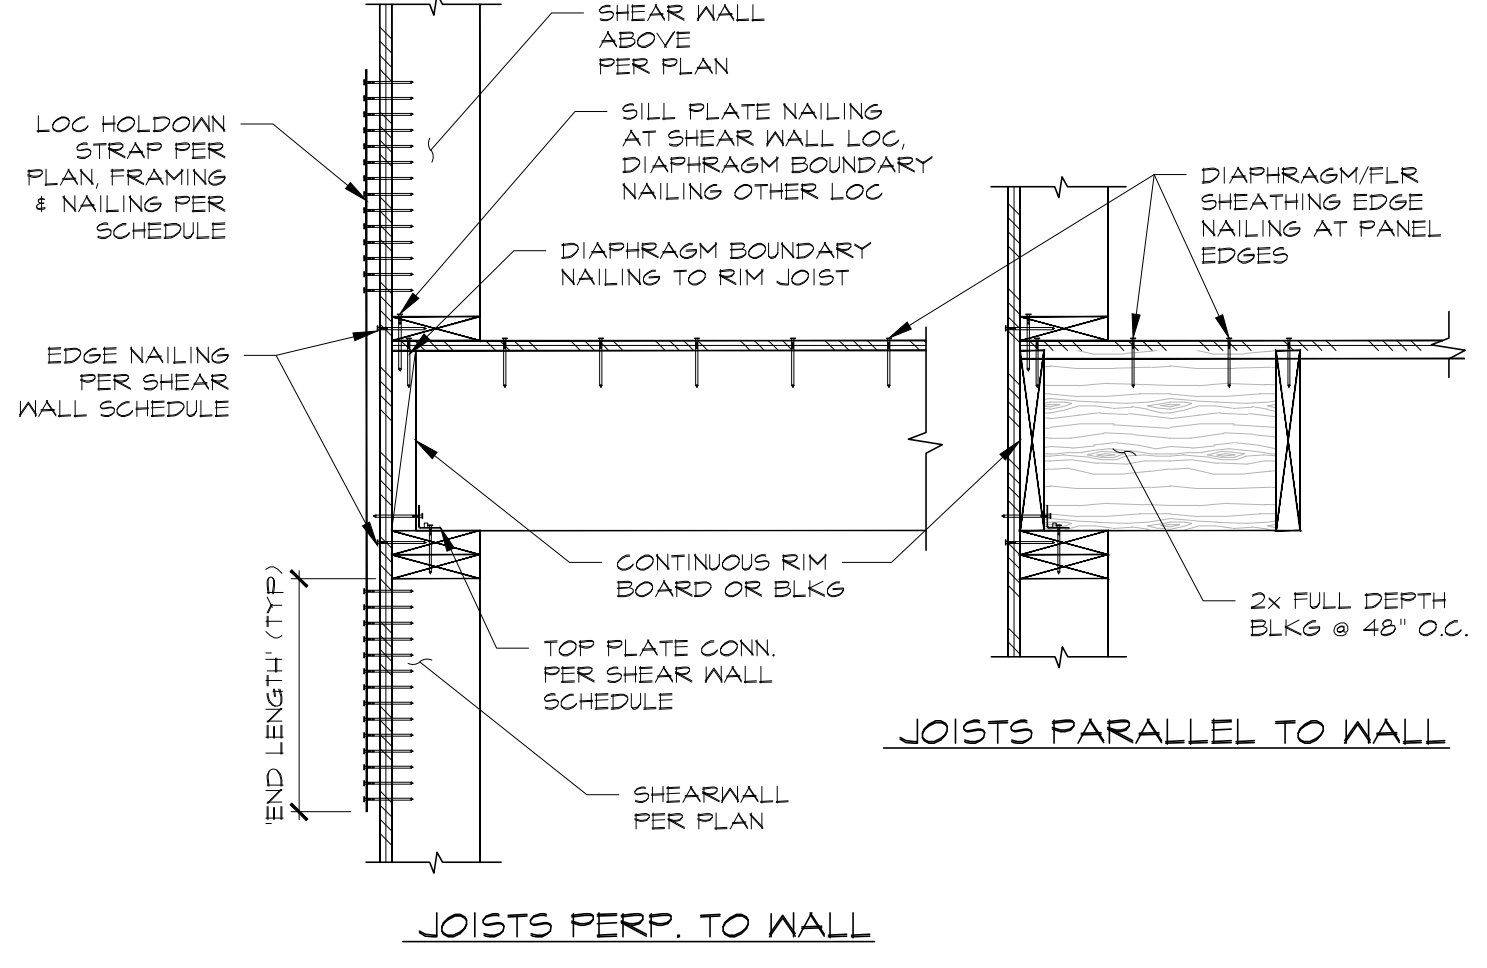 SHEAR WALL
ABOVE
PER PLAN
SILL PLATE NAILING
AT SHEAR WALL LOC,
DIAPHRAGM BOUNDARY
NAILING OTHER LOC
LOC HOLDOWN
STRAP PER
PLAN, FRAMING
& NAILING PER
SCHEDULE
DIAPHRAGM BOUNDARY
NAILING TO RIM JOIST
DIAPHRAGM/FLR
SHEATHING EDGE
NAILING AT PANEL
EDGES
EDGE NAILING
PER SHEAR
WALL SCHEDULE
CONTINUOUS RIM
BOARD OR BLKG
2x FULL DEPTH
BLKG @ 48" O.C.
'END LENGTH' (TYP)
TOP PLATE CONN.
PER SHEAR WALL
SCHEDULE
JOISTS PARALLEL TO WALL
SHEARWALL
PER PLAN
JOISTS PERP. TO WALL